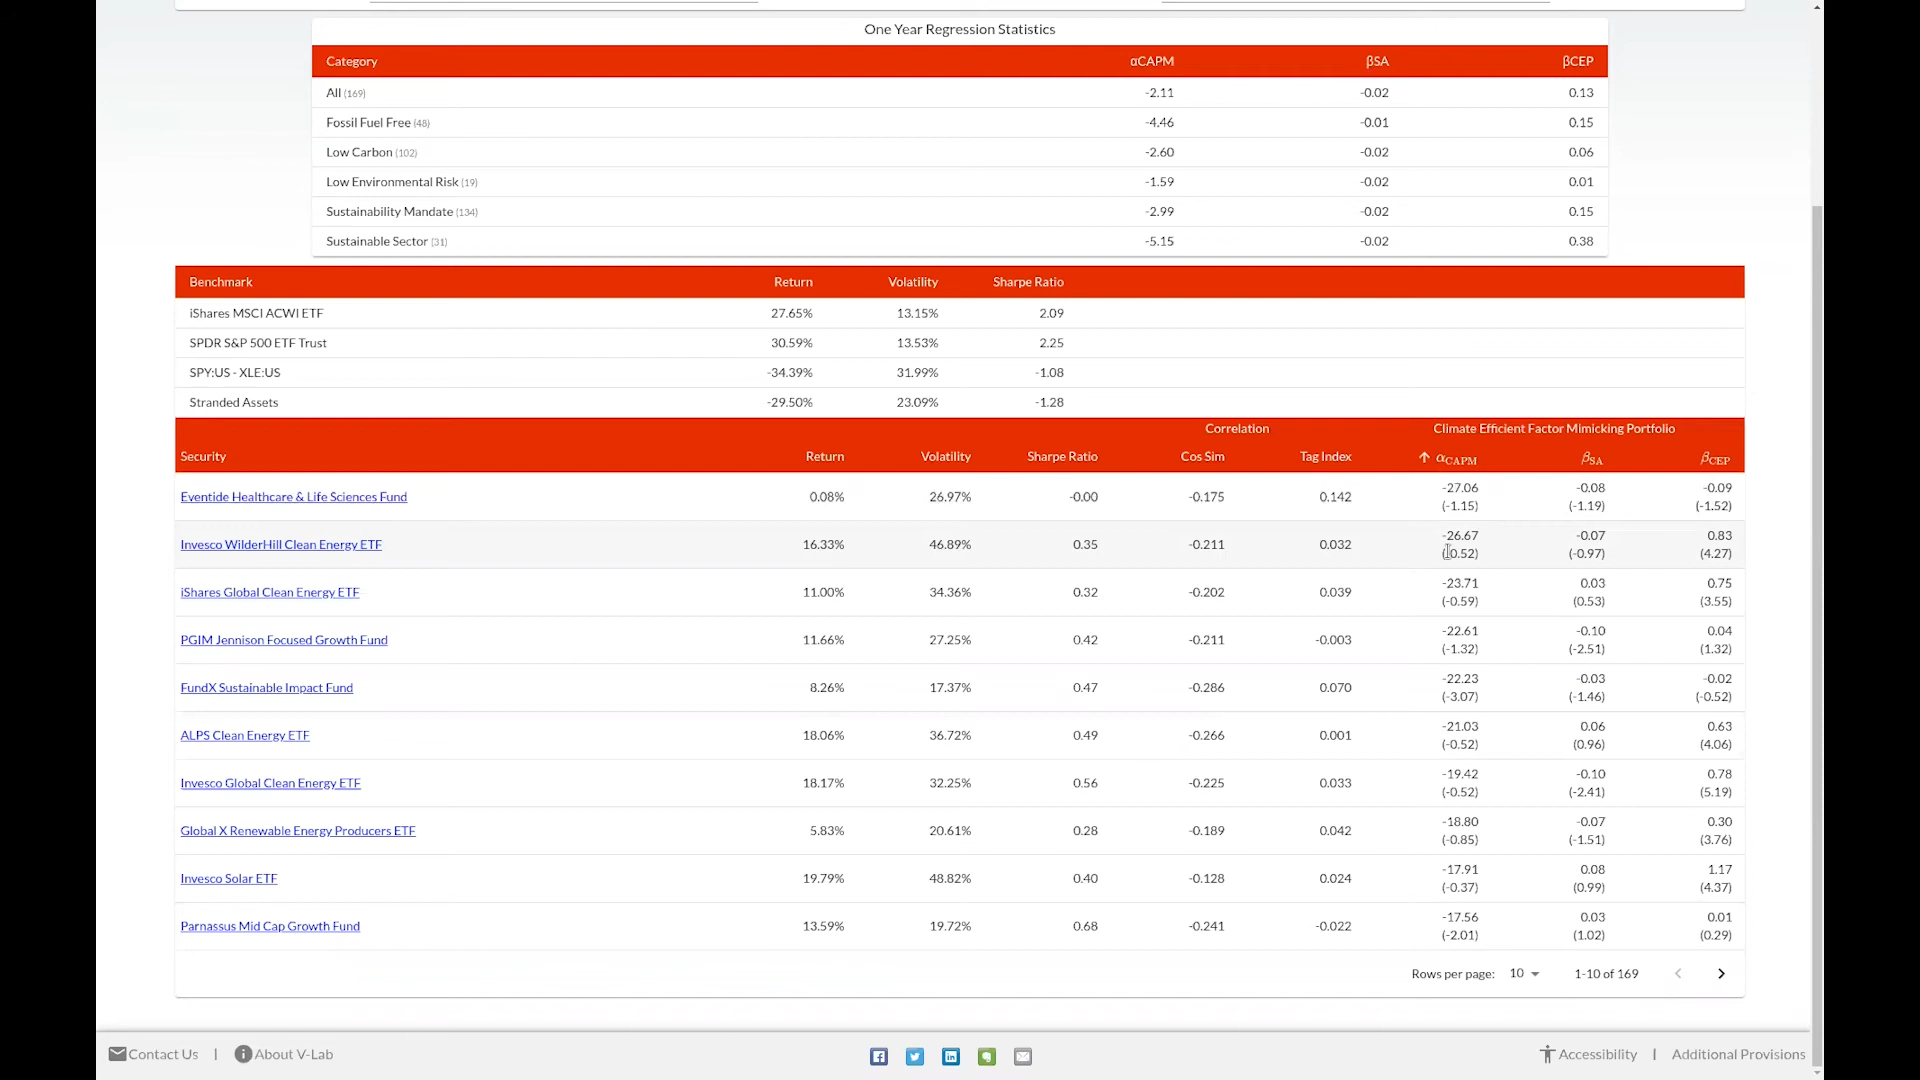 One Year Regression Statistics
Category αCAPM βSA βCEP
All (169) -2.11 -0.02 0.13
Fossil Fuel Free (48) -4.46 -0.01 0.15
Low Carbon (102) -2.60 -0.02 0.06
Low Environmental Risk (19) -1.59 -0.02 0.01
Sustainability Mandate (134) -2.99 -0.02 0.15
Sustainable Sector (31) -5.15 -0.02 0.38
Benchmark Return Volatility Sharpe Ratio
iShares MSCI ACWI ETF 27.65% 13.15% 2.09
SPDR S&P 500 ETF Trust 30.59% 13.53% 2.25
SPY:US - XLE:US -34.39% 31.99% -1.08
Stranded Assets -29.50% 23.09% -1.28
Correlation Climate Efficient Factor Mimicking Portfolio
Security Return Volatility Sharpe Ratio Cos Sim Tag Index ↑ αCAPM βSA βCEP
Eventide Healthcare & Life Sciences Fund 0.08% 26.97% -0.00 -0.175 0.142 -27.06 -0.08 -0.09
(-1.15) (-1.19) (-1.52)
Invesco WilderHill Clean Energy ETF 16.33% 46.89% 0.35 -0.211 0.032 -26.67 -0.07 0.83
(-0.52) (-0.97) (4.27)
iShares Global Clean Energy ETF 11.00% 34.36% 0.32 -0.202 0.039 -23.71 0.03 0.75
(-0.59) (0.53) (3.55)
PGIM Jennison Focused Growth Fund 11.66% 27.25% 0.42 -0.211 -0.003 -22.61 -0.10 0.04
(-1.32) (-2.51) (1.32)
FundX Sustainable Impact Fund 8.26% 17.37% 0.47 -0.286 0.070 -22.23 -0.03 -0.02
(-3.07) (-1.46) (-0.52)
ALPS Clean Energy ETF 18.06% 36.72% 0.49 -0.266 0.001 -21.03 0.06 0.63
(-0.52) (0.96) (4.06)
Invesco Global Clean Energy ETF 18.17% 32.25% 0.56 -0.225 0.033 -19.42 -0.10 0.78
(-0.52) (-2.41) (5.19)
Global X Renewable Energy Producers ETF 5.83% 20.61% 0.28 -0.189 0.042 -18.80 -0.07 0.30
(-0.85) (-1.51) (3.76)
Invesco Solar ETF 19.79% 48.82% 0.40 -0.128 0.024 -17.91 0.08 1.17
(-0.37) (0.99) (4.37)
Parnassus Mid Cap Growth Fund 13.59% 19.72% 0.68 -0.241 -0.022 -17.56 0.03 0.01
(-2.01) (1.02) (0.29)
Rows per page: 10 1-10 of 169
Contact Us | About V-Lab Accessibility | Additional Provisions